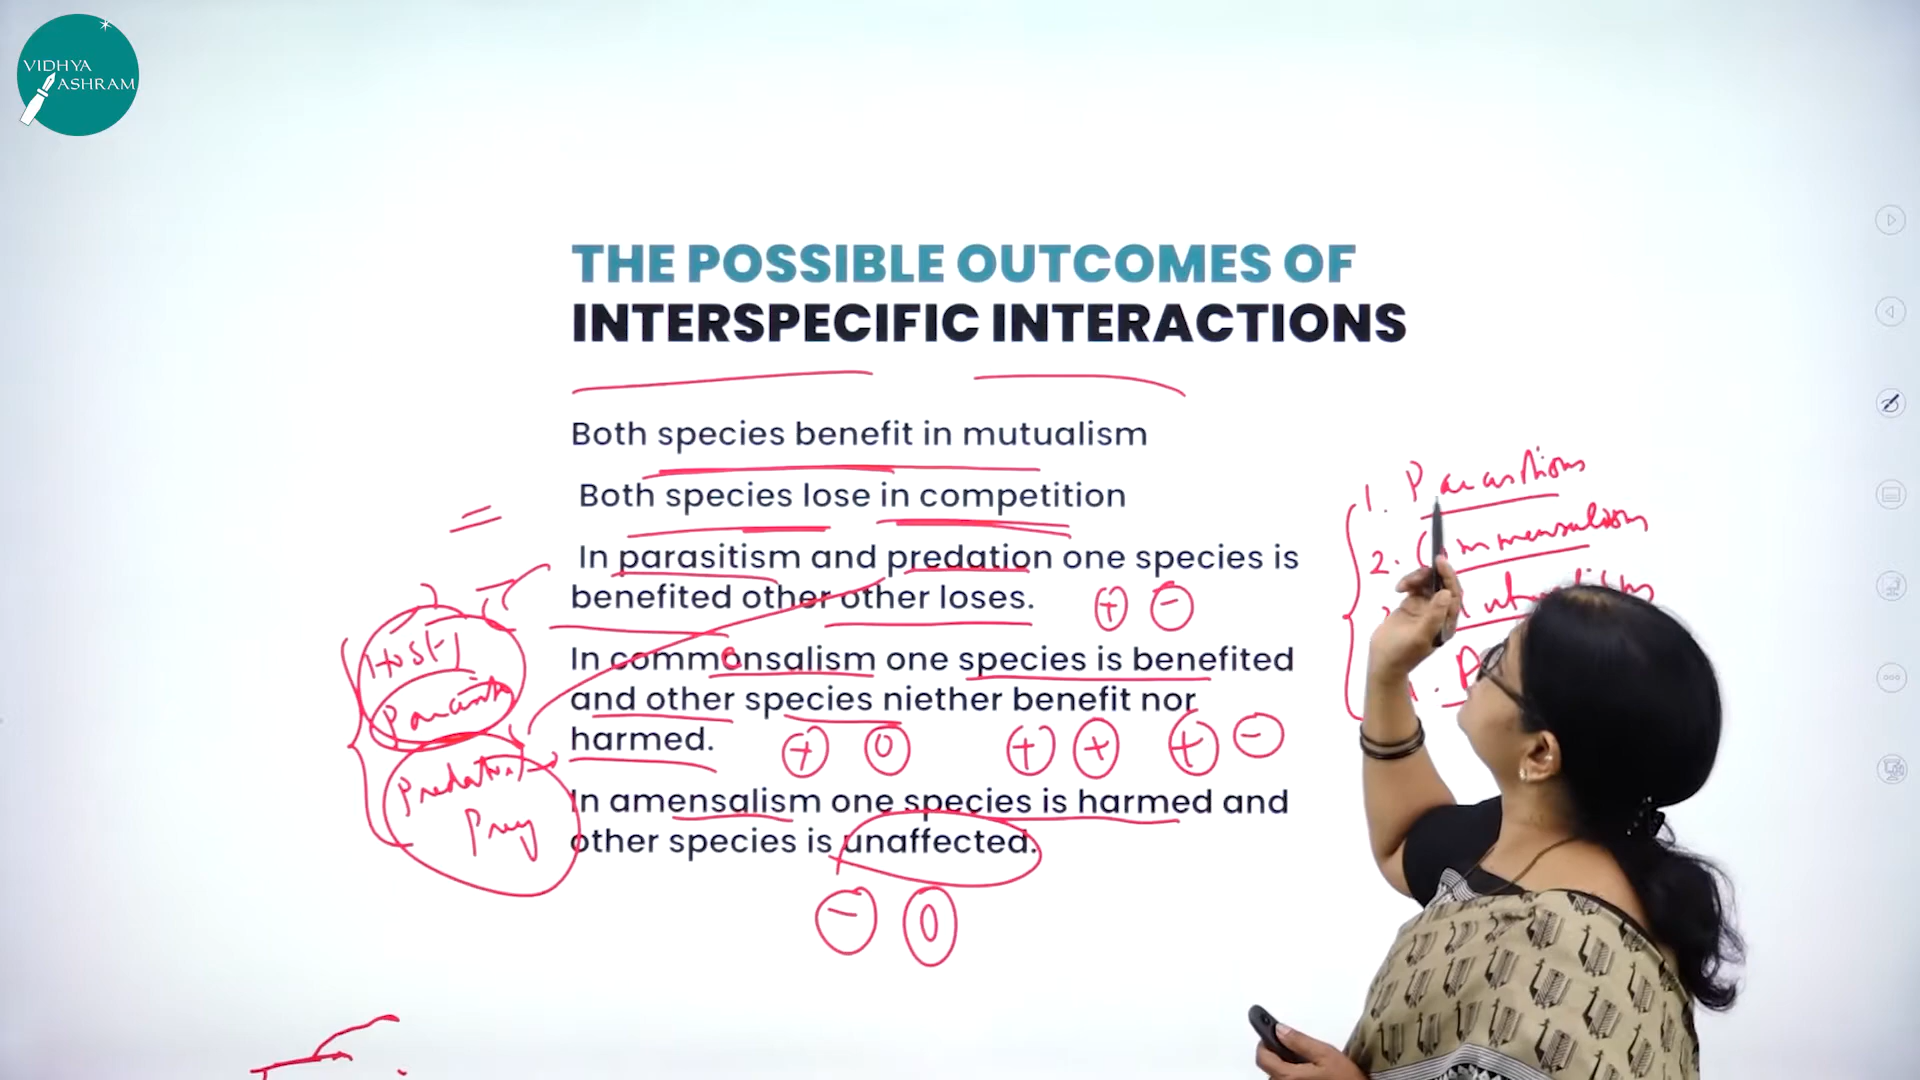 VIDHYA
ASHRAM
THE POSSIBLE OUTCOMES OF
INTERSPECIFIC INTERACTIONS
Both species benefit in mutualism
Both species lose in competition
In parasitism and predation one species is
benefited other other loses.
+ -
In commensalism one species is benefited
and other species niether benefit nor
harmed.
+ 0 + + + -
In amensalism one species is harmed and
other species is unaffected.
- 0
Host
Parasite
Predator
Prey
1. Parasitism
2. Commensalism